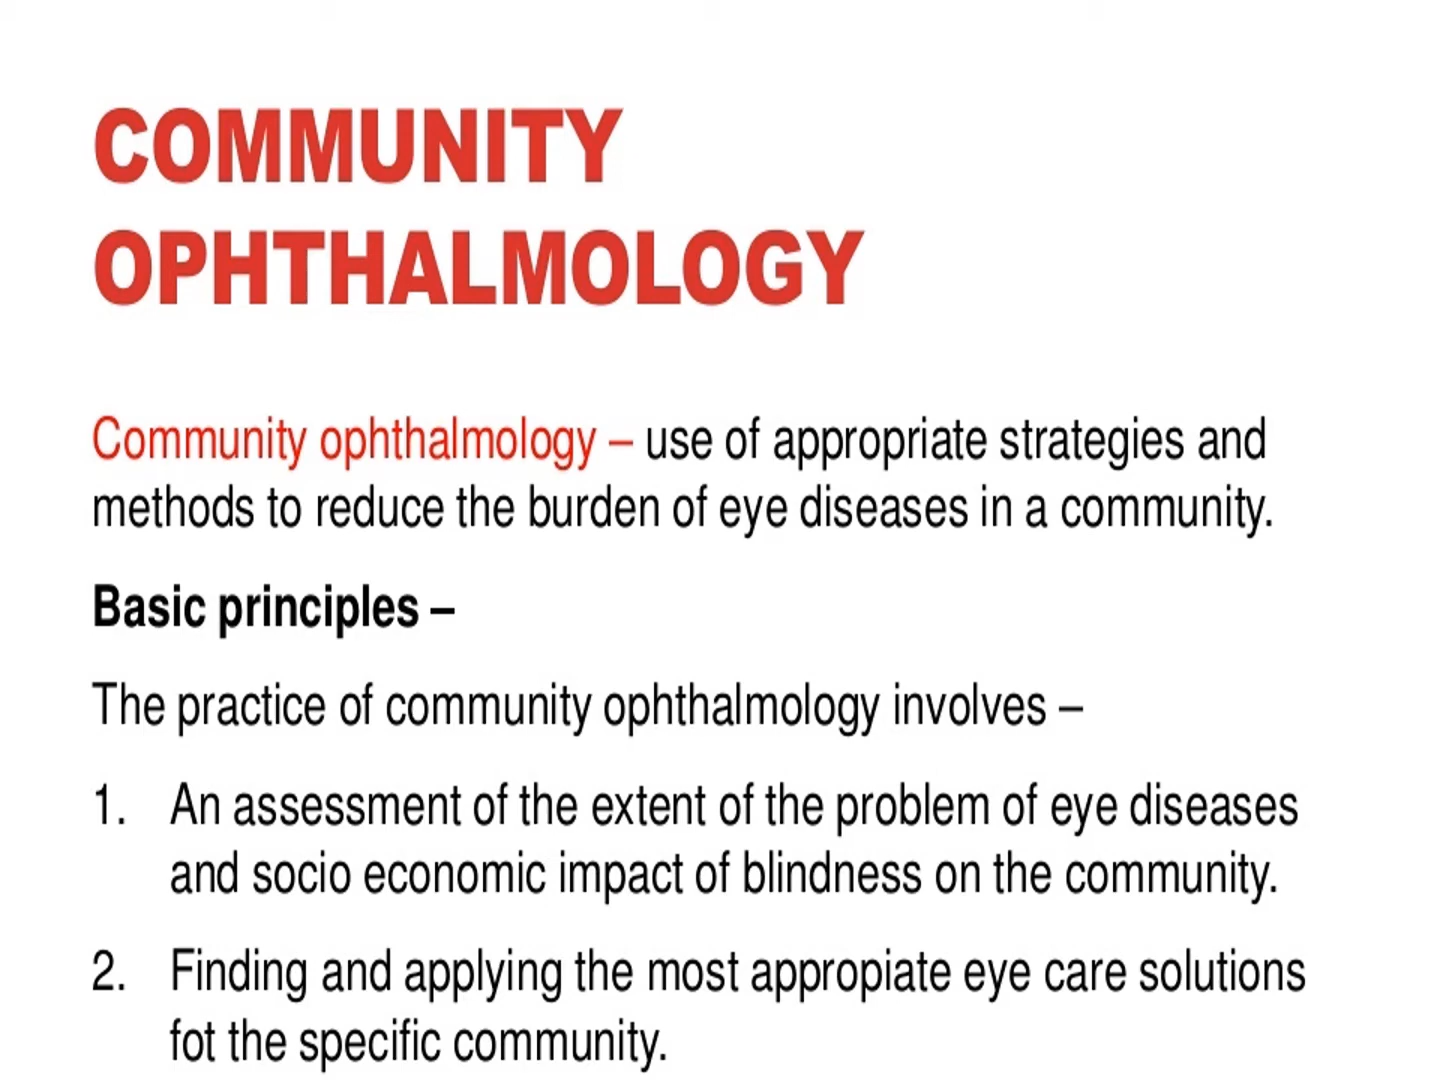 COMMUNITY
OPHTHALMOLOGY
Community ophthalmology – use of appropriate strategies and
methods to reduce the burden of eye diseases in a community.
Basic principles –
The practice of community ophthalmology involves –
1. An assessment of the extent of the problem of eye diseases
and socio economic impact of blindness on the community.
2. Finding and applying the most appropiate eye care solutions
fot the specific community.